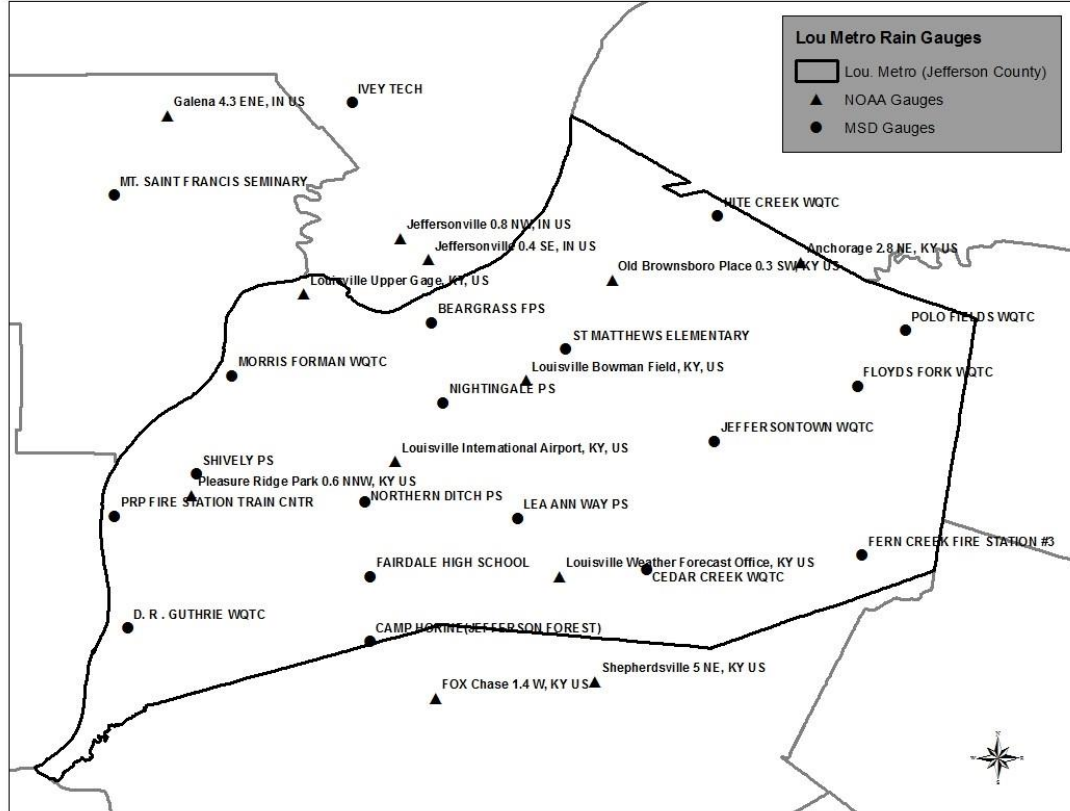 Lou Metro Rain Gauges
Lou. Metro (Jefferson County)
NOAA Gauges
MSD Gauges
IVEY TECH
Galena 4.3 ENE, IN US
MT. SAINT FRANCIS SEMINARY
HITE CREEK WQTC
Jeffersonville 0.8 NW, IN US
Jeffersonville 0.4 SE, IN US
Anchorage 2.8 NE, KY US
Old Brownsboro Place 0.3 SW, KY US
Louisville Upper Gage, KY, US
BEARGRASS FPS
POLO FIELDS WQTC
ST MATTHEWS ELEMENTARY
MORRIS FORMAN WQTC
Louisville Bowman Field, KY, US
FLOYDS FORK WQTC
NIGHTINGALE PS
JEFFERSONTOWN WQTC
Louisville International Airport, KY, US
SHIVELY PS
Pleasure Ridge Park 0.6 NNW, KY US
PRP FIRE STATION TRAIN CNTR
NORTHERN DITCH PS
LEA ANN WAY PS
FERN CREEK FIRE STATION #3
FAIRDALE HIGH SCHOOL
Louisville Weather Forecast Office, KY US
CEDAR CREEK WQTC
D. R . GUTHRIE WQTC
CAMP HORINE(JEFFERSON FOREST)
Shepherdsville 5 NE, KY US
FOX Chase 1.4 W, KY US
N
W
E
S